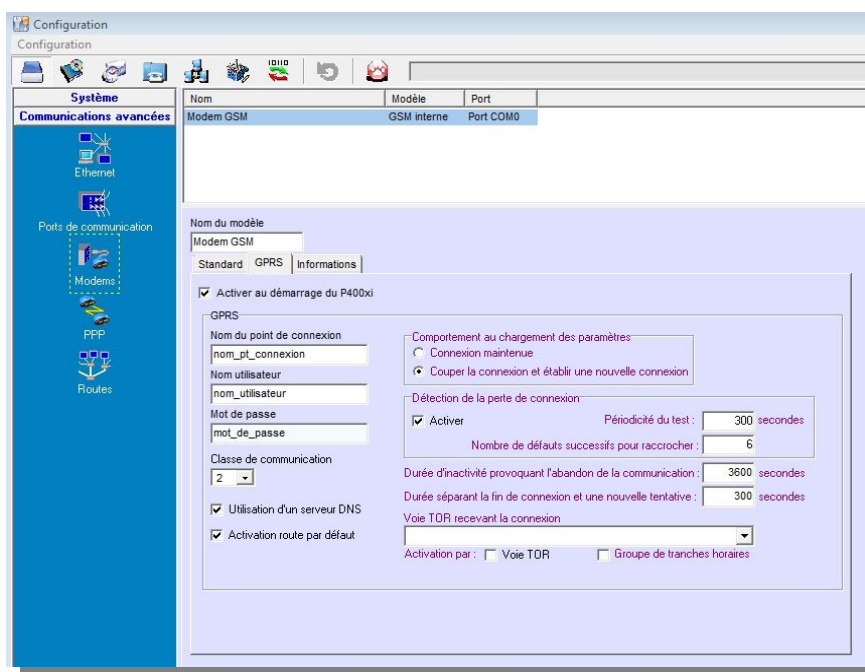 Configuration
Configuration
10110
Système
Communications avancées
Ethernet
Ports de communication
Modems
PPP
Routes
Nom Modèle Port
Modem GSM GSM interne Port COM0
Nom du modèle
Modem GSM
Standard GPRS Informations
Activer au démarrage du P400xi
GPRS
Nom du point de connexion
nom_pt_connexion
Nom utilisateur
nom_utilisateur
Mot de passe
mot_de_passe
Classe de communication
2
Utilisation d'un serveur DNS
Activation route par défaut
Comportement au chargement des paramètres
Connexion maintenue
Couper la connexion et établir une nouvelle connexion
Détection de la perte de connexion
Activer Périodicité du test : 300 secondes
Nombre de défauts successifs pour raccrocher : 6
Durée d'inactivité provoquant l'abandon de la communication : 3600 secondes
Durée séparant la fin de connexion et une nouvelle tentative : 300 secondes
Voie TOR recevant la connexion
Activation par : Voie TOR Groupe de tranches horaires